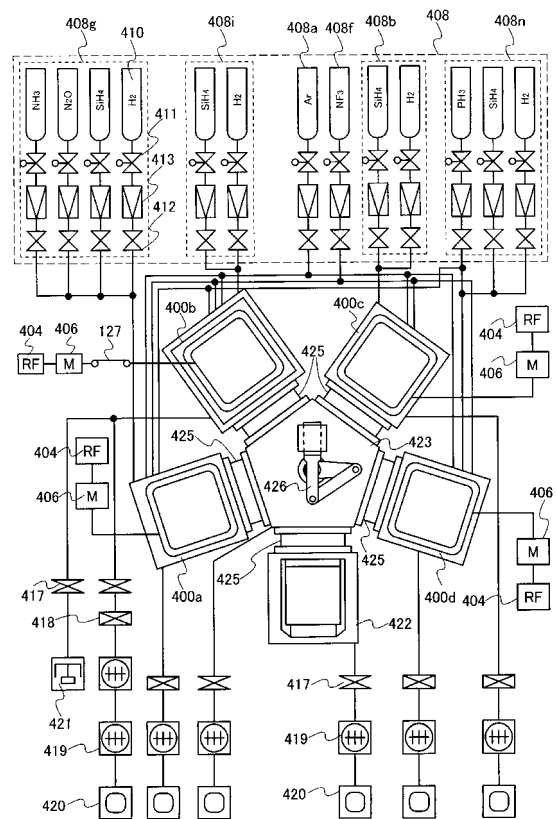 408g 410 408i 408a 408f 408b 408 408n
NH3 N2O SiH4 H2 SiH4 H2 Ar NF3 SiH4 H2 PH3 SiH4 H2
411
413
412
400b 400c
404 406 127 404
RF M RF
425 M
406
425 423
404 RF
406 M 426
406
M
417 400a 425 425 400d
422 404 RF
418
417
421
419 419
420 420